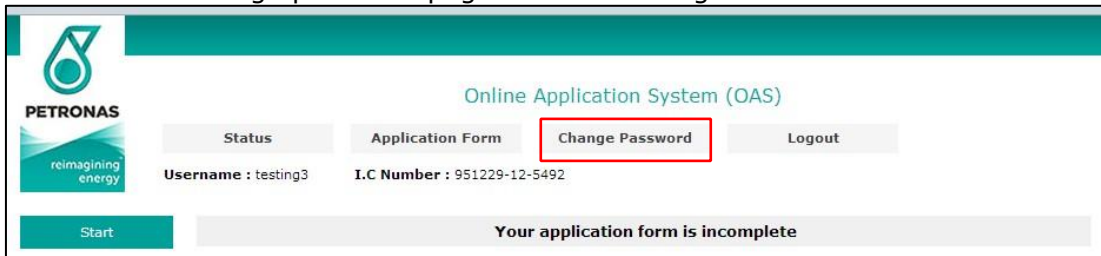 PETRONAS
reimagining
energy
Online Application System (OAS)
Status Application Form Change Password Logout
Username : testing3 I.C Number : 951229-12-5492
Start Your application form is incomplete